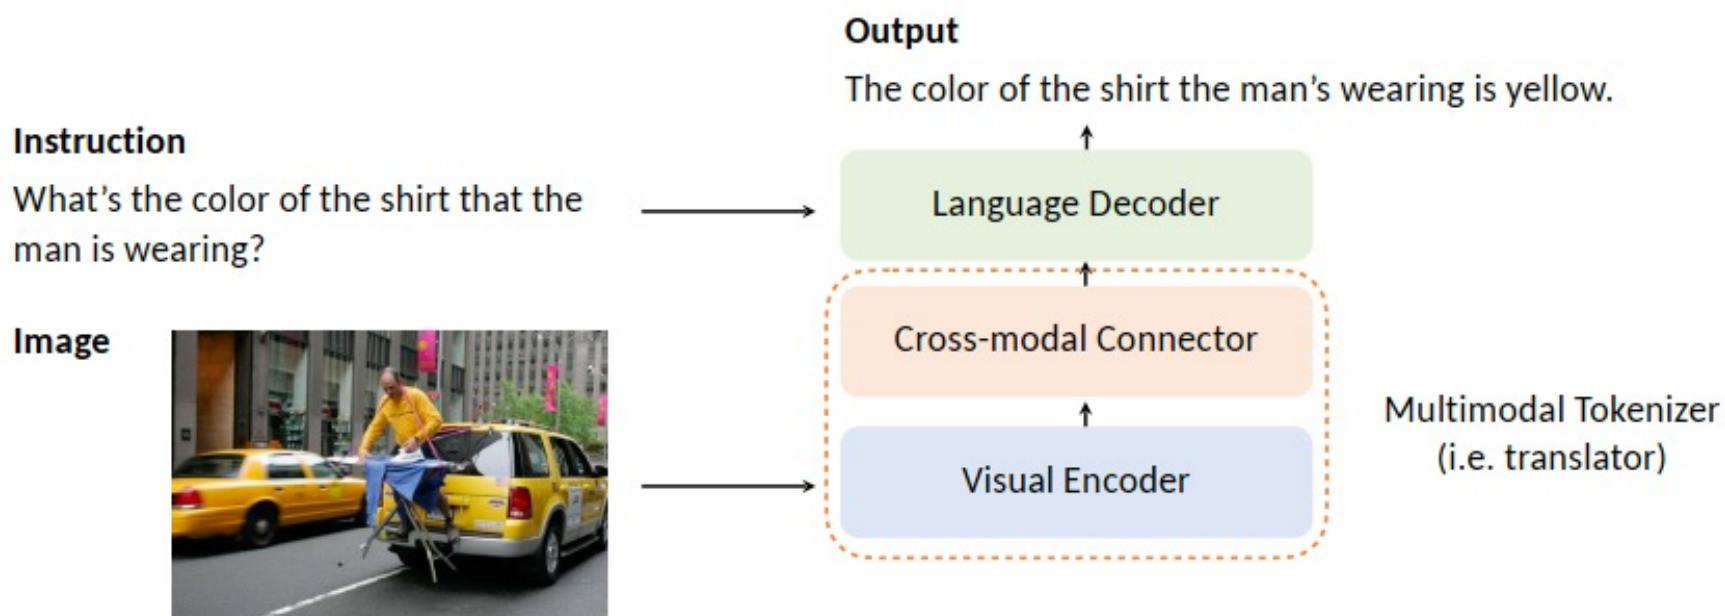 Output
The color of the shirt the man’s wearing is yellow.
Instruction
What’s the color of the shirt that the
man is wearing?
Language Decoder
Image
Cross-modal Connector
Multimodal Tokenizer
(i.e. translator)
Visual Encoder